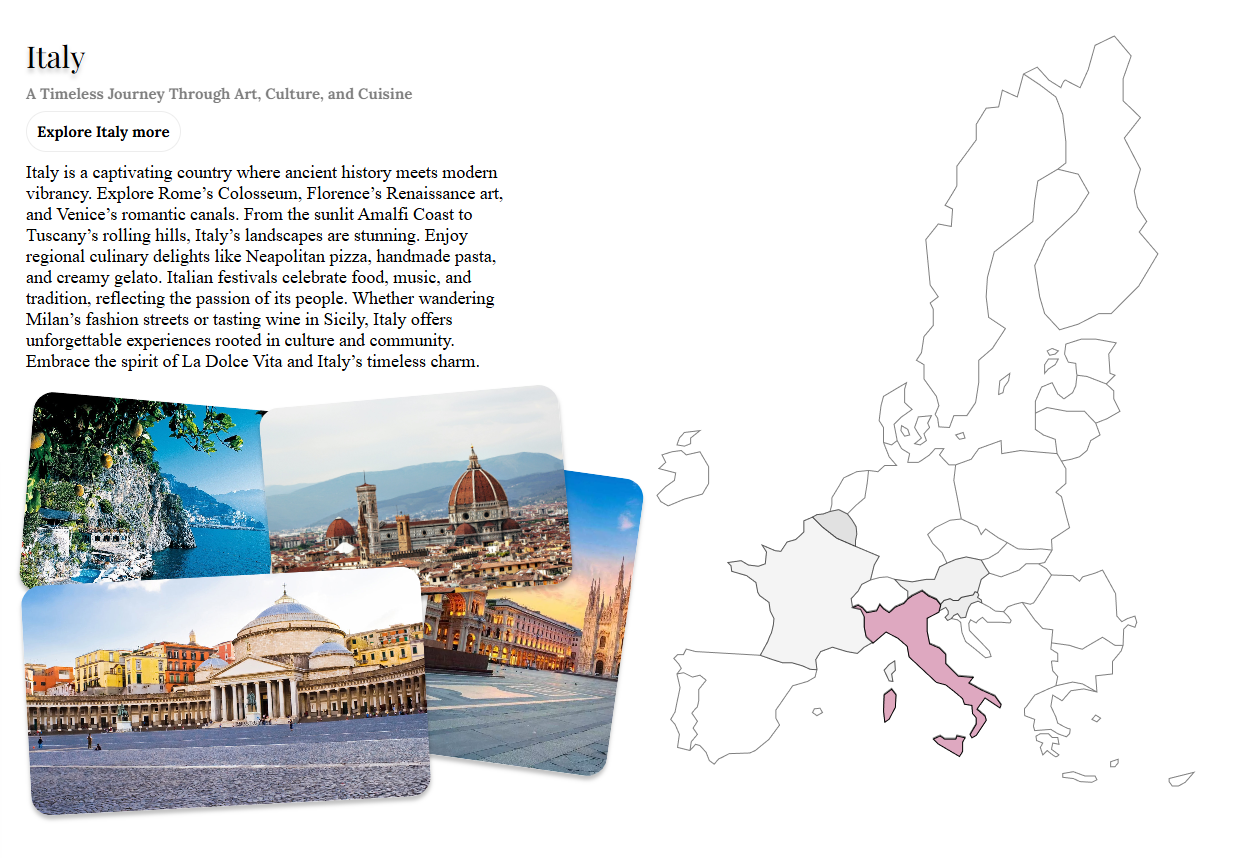 Italy
A Timeless Journey Through Art, Culture, and Cuisine
Explore Italy more
Italy is a captivating country where ancient history meets modern
vibrancy. Explore Rome’s Colosseum, Florence’s Renaissance art,
and Venice’s romantic canals. From the sunlit Amalfi Coast to
Tuscany’s rolling hills, Italy’s landscapes are stunning. Enjoy
regional culinary delights like Neapolitan pizza, handmade pasta,
and creamy gelato. Italian festivals celebrate food, music, and
tradition, reflecting the passion of its people. Whether wandering
Milan’s fashion streets or tasting wine in Sicily, Italy offers
unforgettable experiences rooted in culture and community.
Embrace the spirit of La Dolce Vita and Italy’s timeless charm.